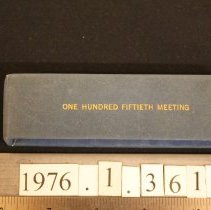 ONE HUNDRED FIFTIETH MEETING
1976.1.361